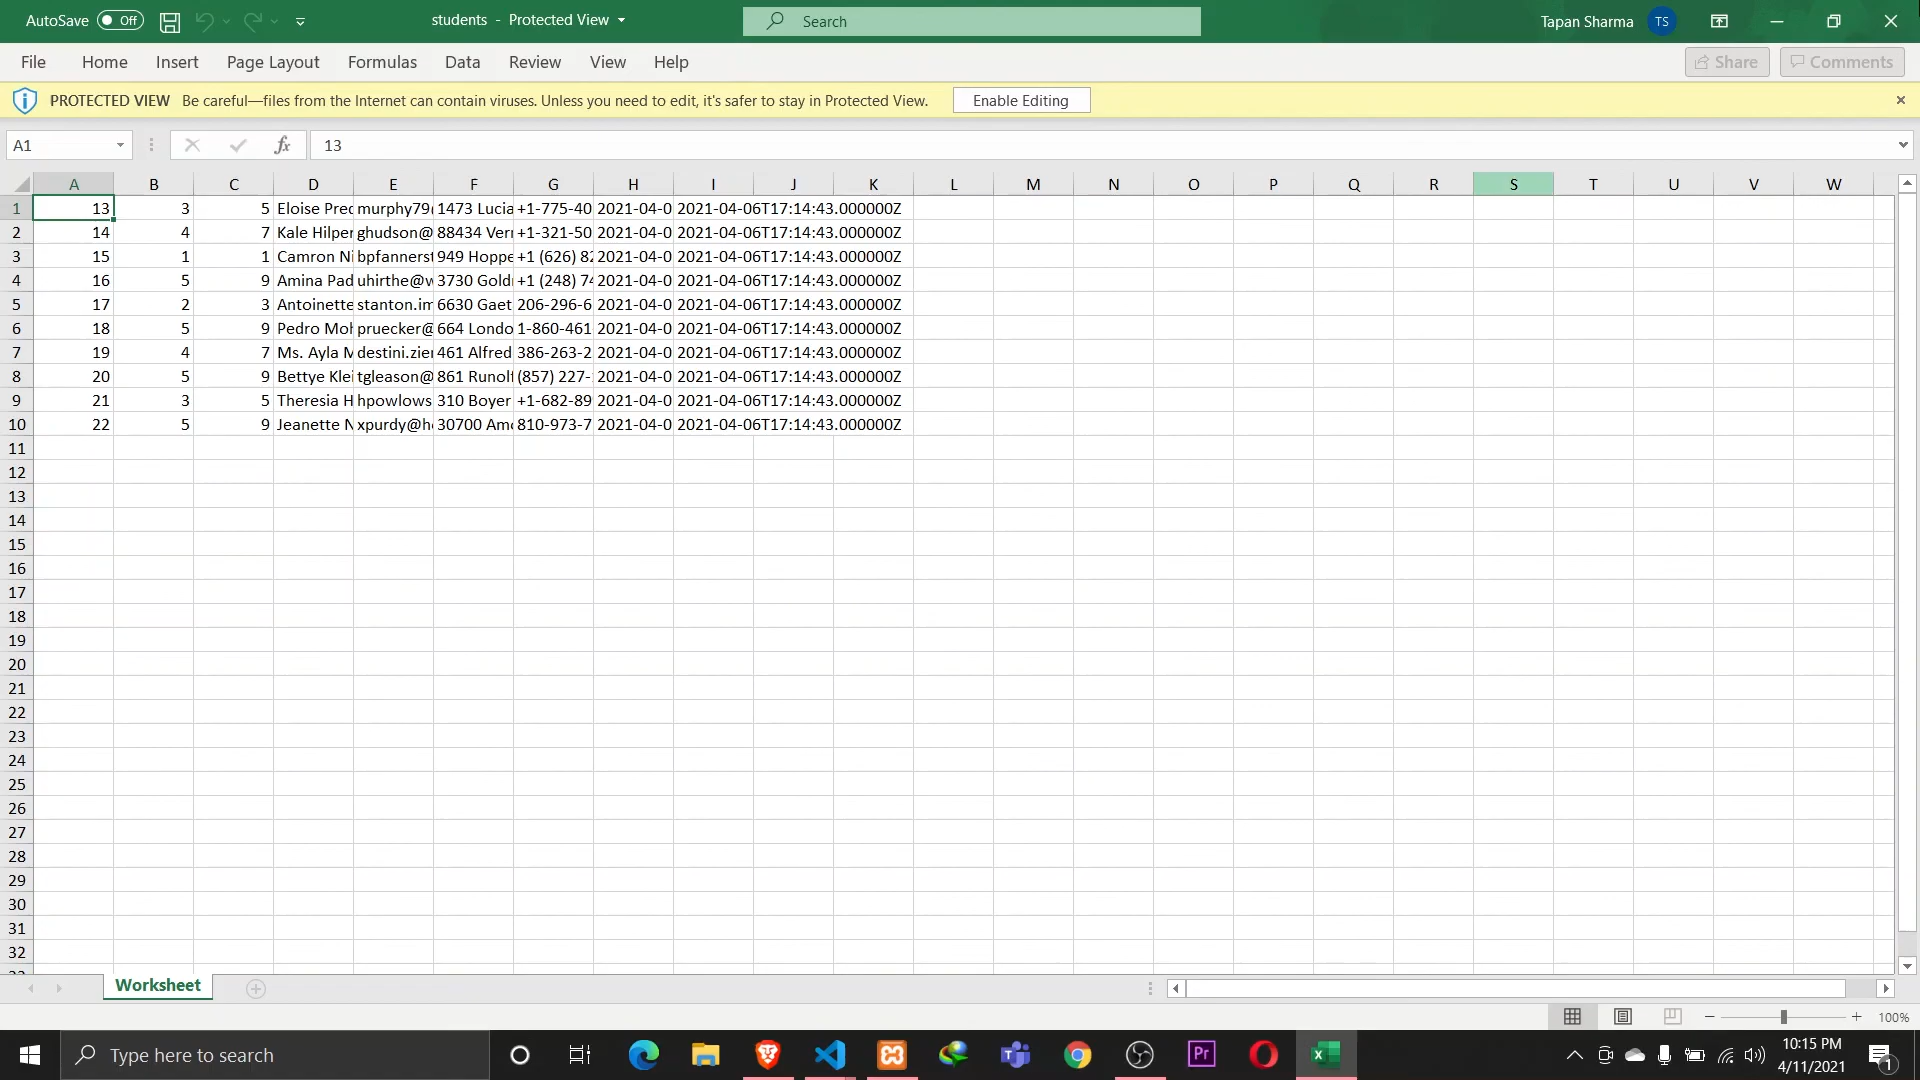 AutoSave Off students - Protected View Search Tapan Sharma TS
File Home Insert Page Layout Formulas Data Review View Help Share Comments
PROTECTED VIEW Be careful—files from the Internet can contain viruses. Unless you need to edit, it's safer to stay in Protected View. Enable Editing
A1 fx 13
A B C D E F G H I J K L M N O P Q R S T U V W
1 13 3 5 Eloise Pred murphy79 1473 Lucia +1-775-40 2021-04-0 2021-04-06T17:14:43.000000Z
2 14 4 7 Kale Hilper ghudson@ 88434 Ver +1-321-50 2021-04-0 2021-04-06T17:14:43.000000Z
3 15 1 1 Camron Ni bpfannerst 949 Hoppe +1 (626) 82 2021-04-0 2021-04-06T17:14:43.000000Z
4 16 5 9 Amina Pad uhirthe@w 3730 Gold +1 (248) 74 2021-04-0 2021-04-06T17:14:43.000000Z
5 17 2 3 Antoinette stanton.im 6630 Gaet 206-296-6 2021-04-0 2021-04-06T17:14:43.000000Z
6 18 5 9 Pedro Moh pruecker@ 664 Londo 1-860-461 2021-04-0 2021-04-06T17:14:43.000000Z
7 19 4 7 Ms. Ayla M destini.zier 461 Alfred 386-263-2 2021-04-0 2021-04-06T17:14:43.000000Z
8 20 5 9 Bettye Klei tgleason@ 861 Runolf (857) 227- 2021-04-0 2021-04-06T17:14:43.000000Z
9 21 3 5 Theresia H hpowlows 310 Boyer +1-682-89 2021-04-0 2021-04-06T17:14:43.000000Z
10 22 5 9 Jeanette N xpurdy@h 30700 Am 810-973-7 2021-04-0 2021-04-06T17:14:43.000000Z
11
12
13
14
15
16
17
18
19
20
21
22
23
24
25
26
27
28
29
30
31
32
Worksheet
100%
Type here to search Pr 10:15 PM
4/11/2021 1